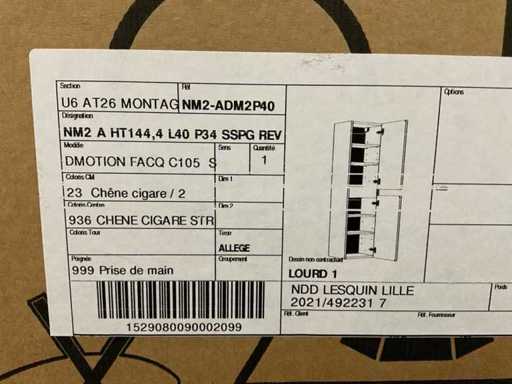 Section
Réf
Options
U6 AT26 MONTAG NM2-ADM2P40
Désignation
NM2 A HT144,4 L40 P34 SSPG REV
Modèle Sens Quantité
DMOTION FACQ C105 S 1
Coloris CM Dim 1
23 Chêne cigare / 2
Coloris Centre Dim 2
936 CHENE CIGARE STR
Coloris Tour Tiroir
ALLEGE
Poignée Groupement Dessin non contractuel
999 Prise de main LOURD 1
NDD LESQUIN LILLE Poids
2021/492231 7
Réf. Client Réf. Fournisseur
1529080090002099